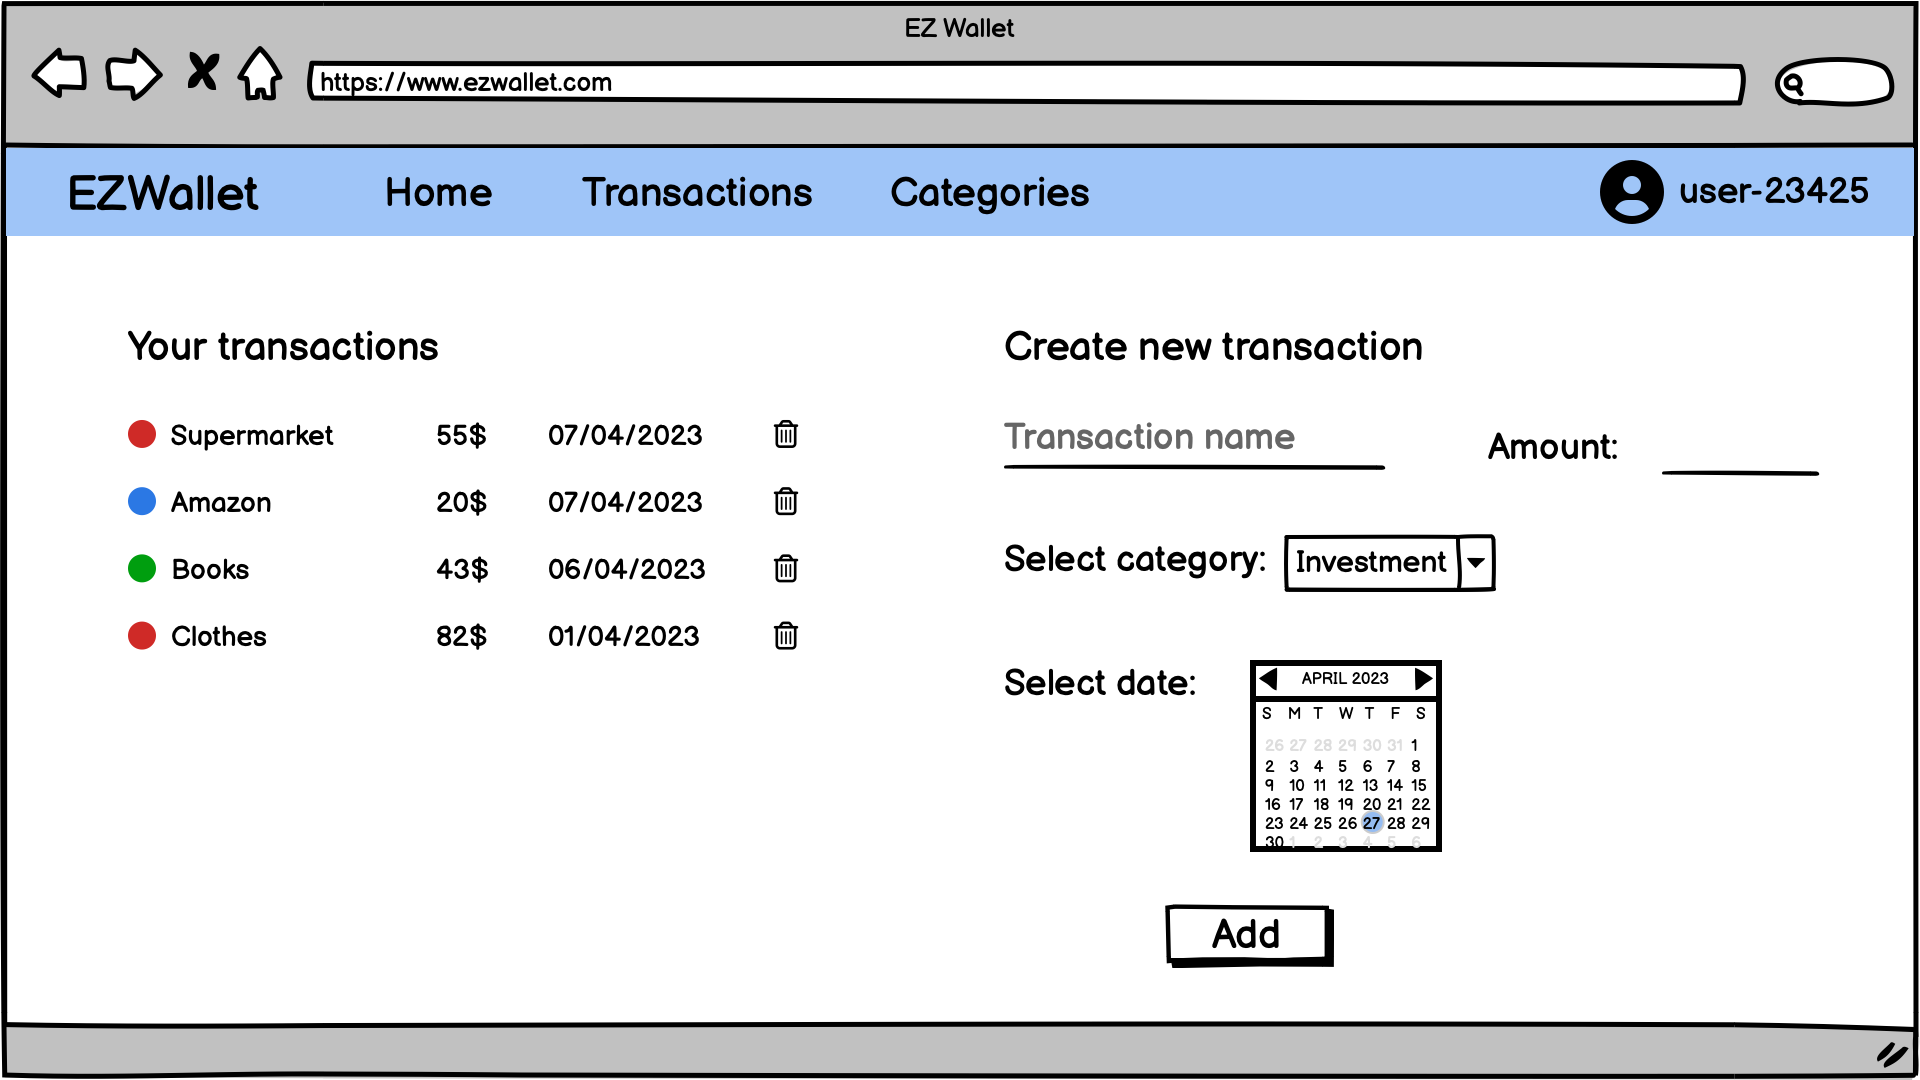 EZ Wallet
https://www.ezwallet.com
EZWallet Home Transactions Categories user-23425
Your transactions
Supermarket 55$ 07/04/2023
Amazon 20$ 07/04/2023
Books 43$ 06/04/2023
Clothes 82$ 01/04/2023
Create new transaction
Transaction name Amount:
Select category: Investment
Select date:
APRIL 2023
S M T W T F S
26 27 28 29 30 31 1
2 3 4 5 6 7 8
9 10 11 12 13 14 15
16 17 18 19 20 21 22
23 24 25 26 27 28 29
30 1 2 3 4 5 6
Add